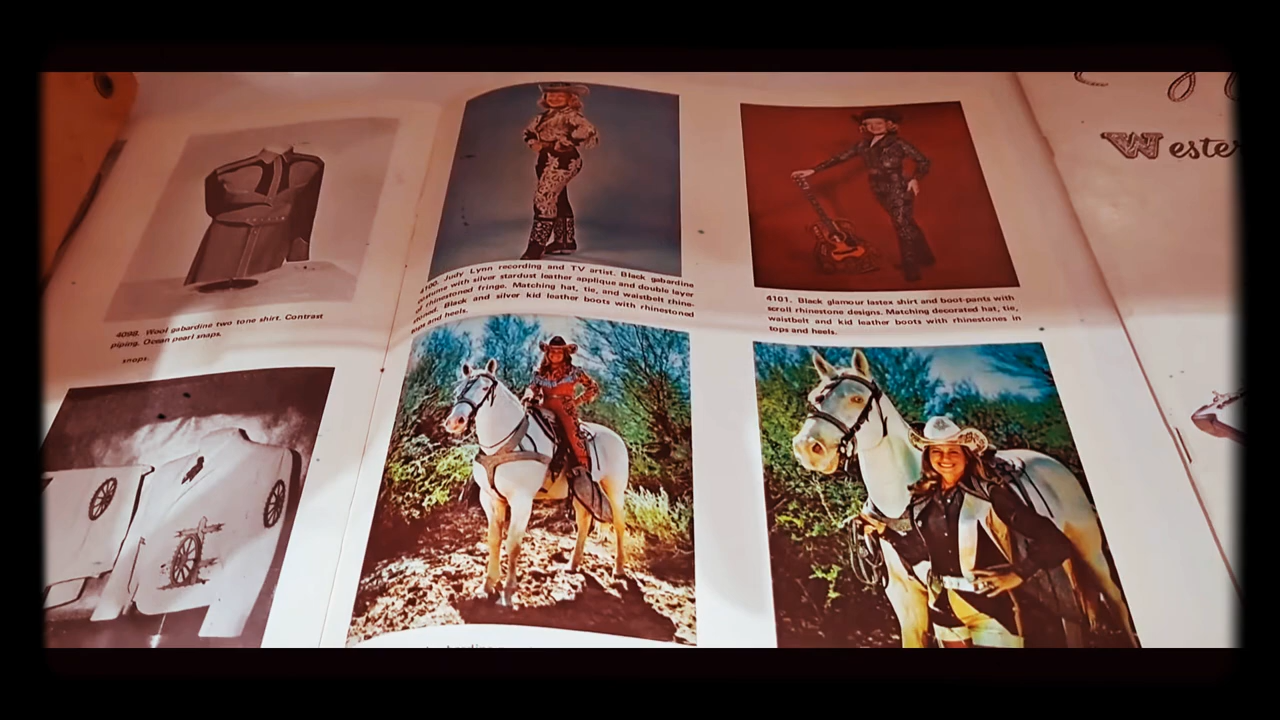 4098. Wool gabardine two tone shirt. Contrast
piping. Ocean pearl snaps.
snaps.
4100. Judy Lynn recording and TV artist. Black gabardine
costume with silver stardust leather applique and double layer
of rhinestoned fringe. Matching hat, tie, and waistbelt rhine-
stoned. Black and silver kid leather boots with rhinestoned
tops and heels.
4101. Black glamour lastex shirt and boot-pants with
scroll rhinestone designs. Matching decorated hat, tie,
waistbelt and kid leather boots with rhinestones in
tops and heels.
Wester